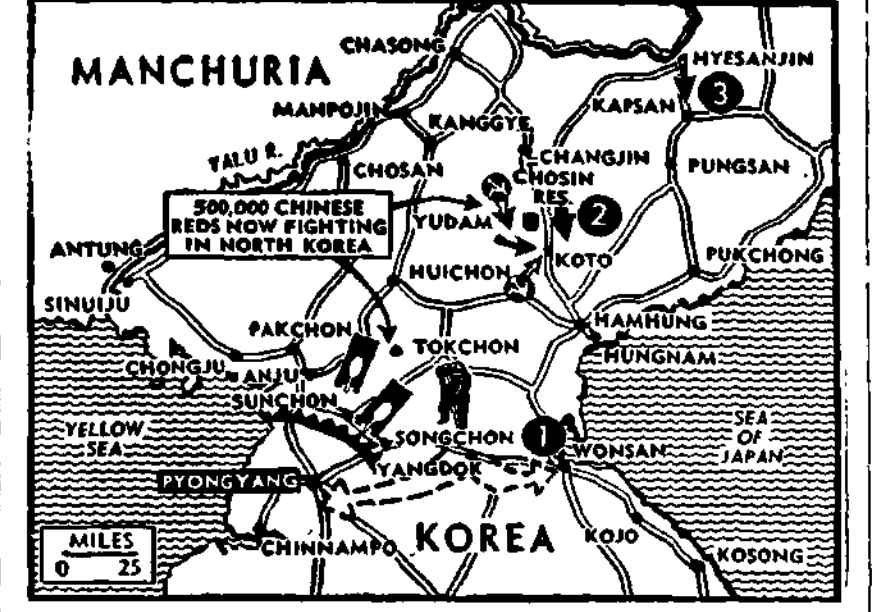 CHASONG
HYESANJIN
MANCHURIA
3
KAPSAN
MANPOJIN
KANGGYE
YALU R.
CHOSAN
CHANGJIN
PUNGSAN
CHOSIN
RES.
500,000 CHINESE
REDS NOW FIGHTING
IN NORTH KOREA
YUDAM
2
ANTUNG
KOTO
PUKCHONG
HUICHON
SINUIJU
HAMHUNG
PAKCHON
TOKCHON
HUNGNAM
CHONGJU
ANJU
SUNCHON
YELLOW
SEA
SONGCHON
1
WONSAN
SEA
OF
JAPAN
YANGDOK
PYONGYANG
MILES
0 25
CHINNAMPO
KOREA
KOJO
KOSONG